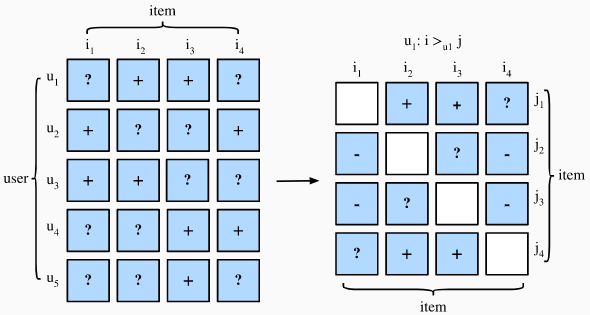 item
i1 i2 i3 i4
u1 ? + + ?
u2 + ? ? +
user u3 + + ? ?
u4 ? ? + +
u5 ? ? + ?
u1: i >u1 j
i1 i2 i3 i4
+ + ? j1
- ? - j2
- ? - j3
? + + j4
item
item